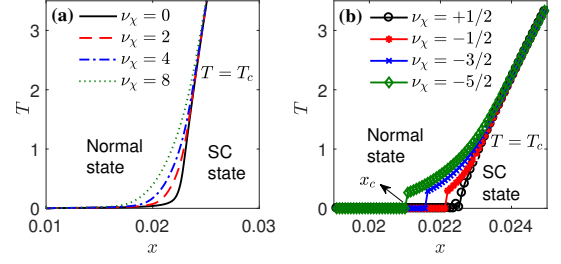 (a)
ν_χ = 0
ν_χ = 2
ν_χ = 4
ν_χ = 8
T = T_c
Normal
state
SC
state
T
3
2
1
0
0.01
0.02
0.03
x
(b)
ν_χ = +1/2
ν_χ = −1/2
ν_χ = −3/2
ν_χ = −5/2
Normal
state
T = T_c
x_c
SC
state
T
3
2
1
0
0.02
0.022
0.024
x